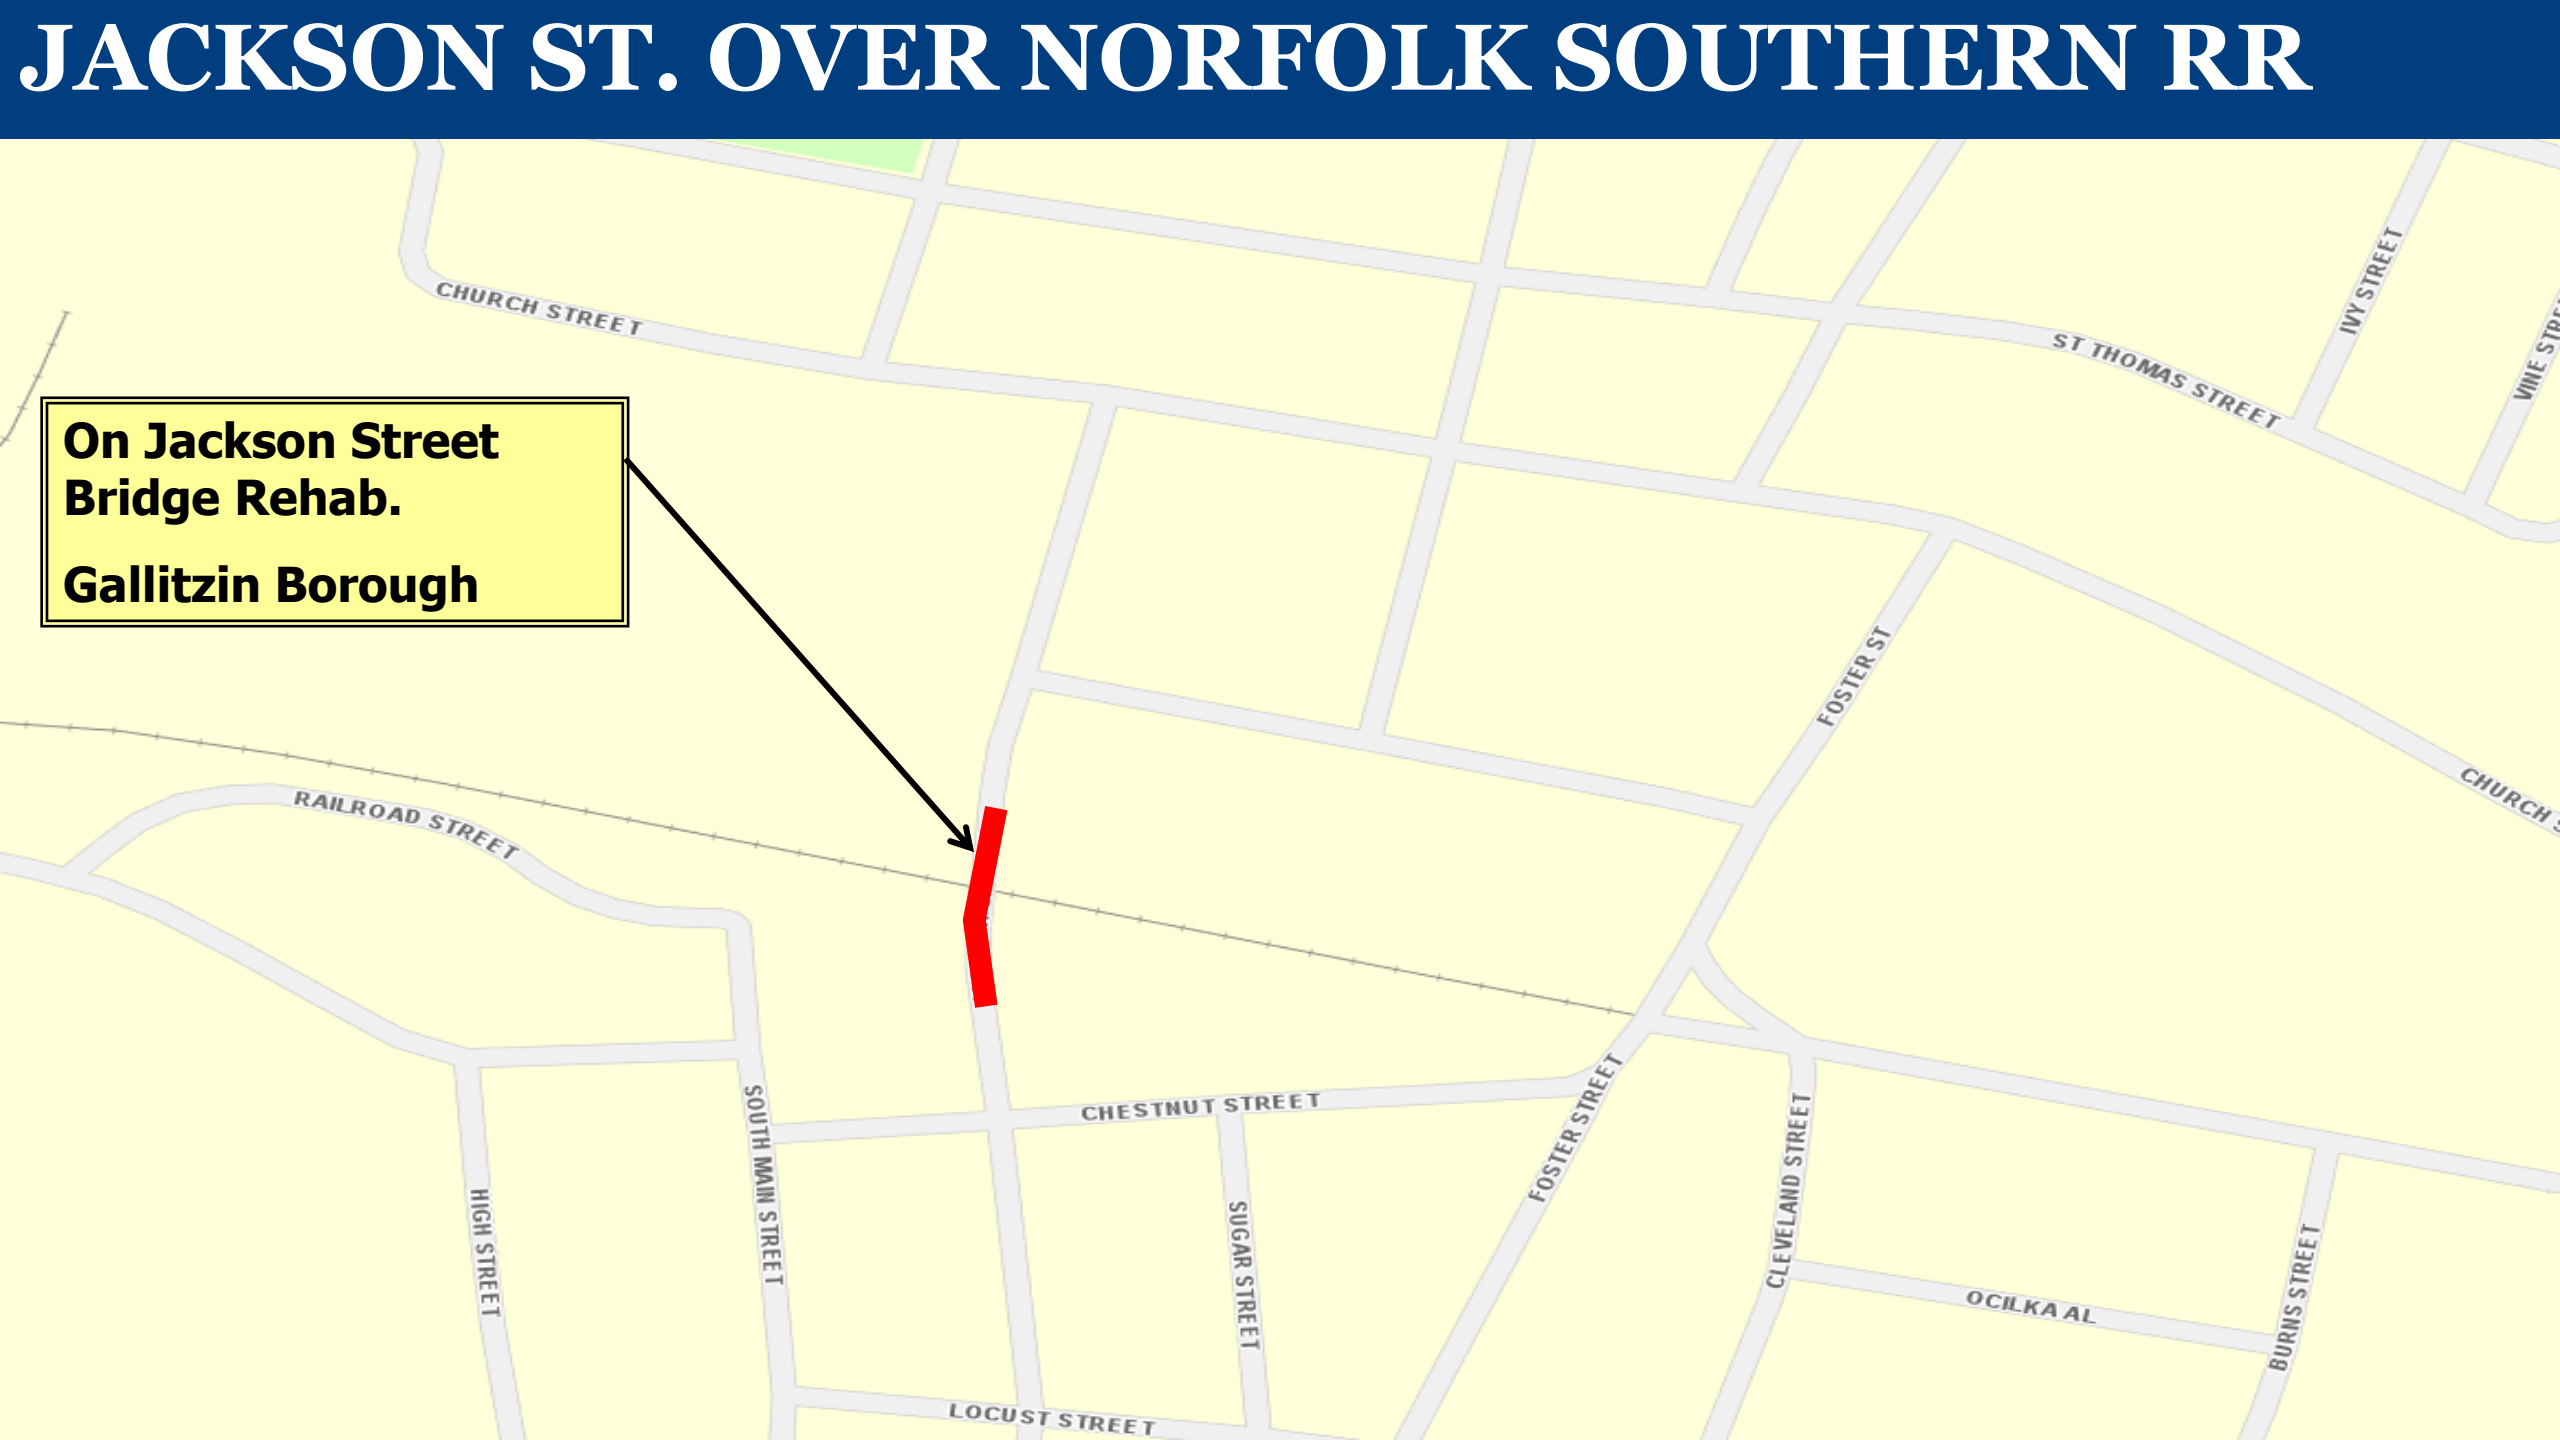 JACKSON ST. OVER NORFOLK SOUTHERN RR
CHURCH STREET
IVY STREET
ST THOMAS STREET
On Jackson Street
Bridge Rehab.
Gallitzin Borough
FOSTER ST
RAILROAD STREET
CHESTNUT STREET
FOSTER STREET
SOUTH MAIN STREET
CLEVELAND STREET
HIGH STREET
SUGAR STREET
OCILKA AL
BURNS STREET
LOCUST STREET
VINE
CHURCH